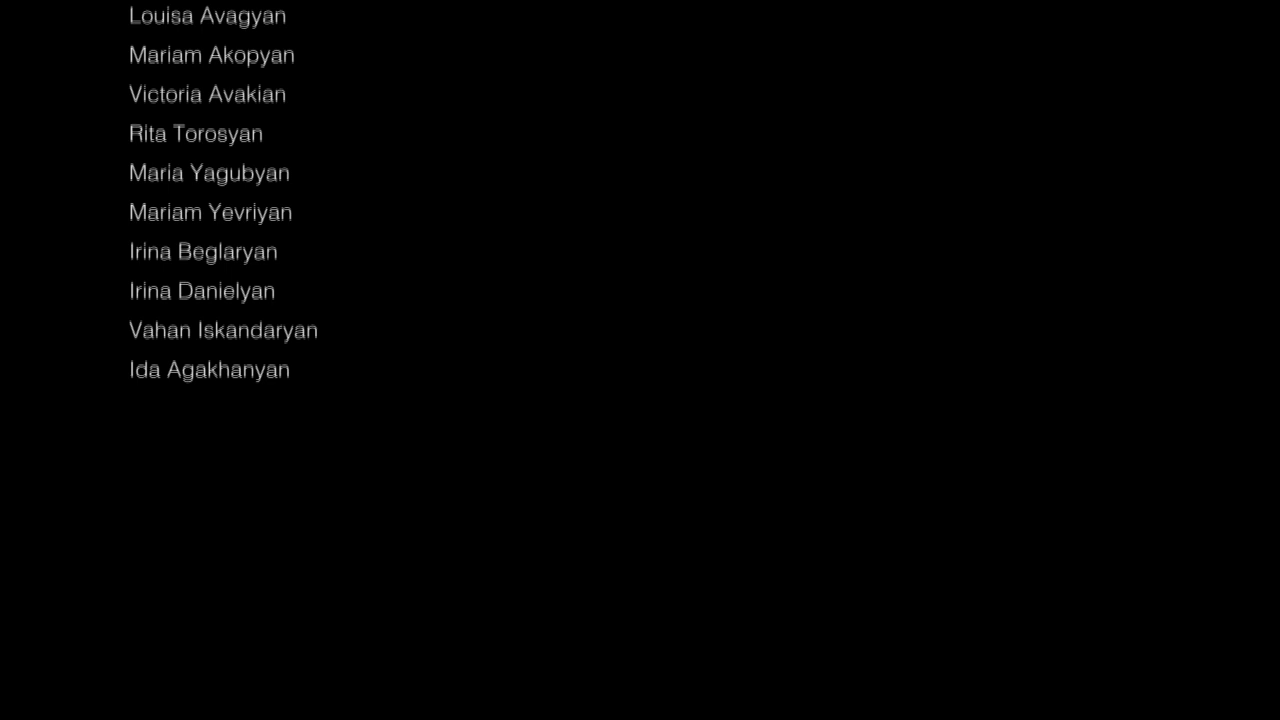 Louisa Avagyan
Mariam Akopyan
Victoria Avakian
Rita Torosyan
Maria Yagubyan
Mariam Yevriyan
Irina Beglaryan
Irina Danielyan
Vahan Iskandaryan
Ida Agakhanyan